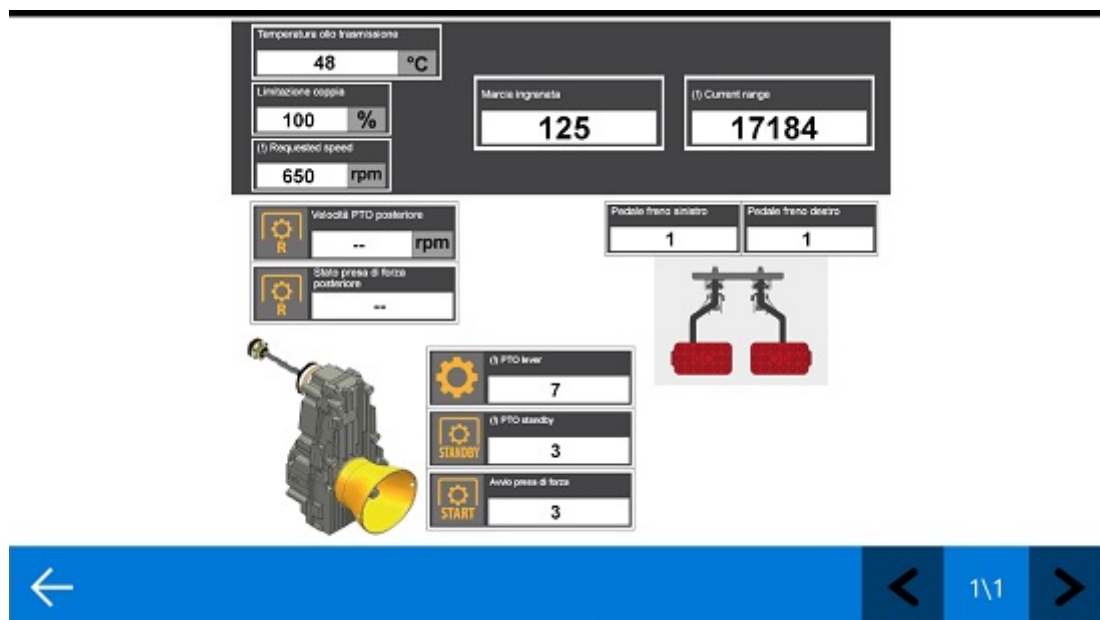 Temperatura olio trasmissione
48 °C
Limitazione coppia
100 %
(!) Requested speed
650 rpm
Marcia ingranata
125
(!) Current range
17184
Velocità PTO posteriore
R
-- rpm
Stato presa di forza
posteriore
R
--
Pedale freno sinistro
1
Pedale freno destro
1
(!) PTO lever
7
(!) PTO standby
STANDBY
3
Avvio presa di forza
START
3
1\1